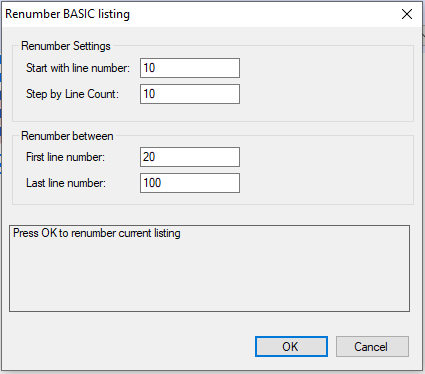 Renumber BASIC listing
Renumber Settings
Start with line number: 10
Step by Line Count: 10
Renumber between
First line number: 20
Last line number: 100
Press OK to renumber current listing
OK Cancel